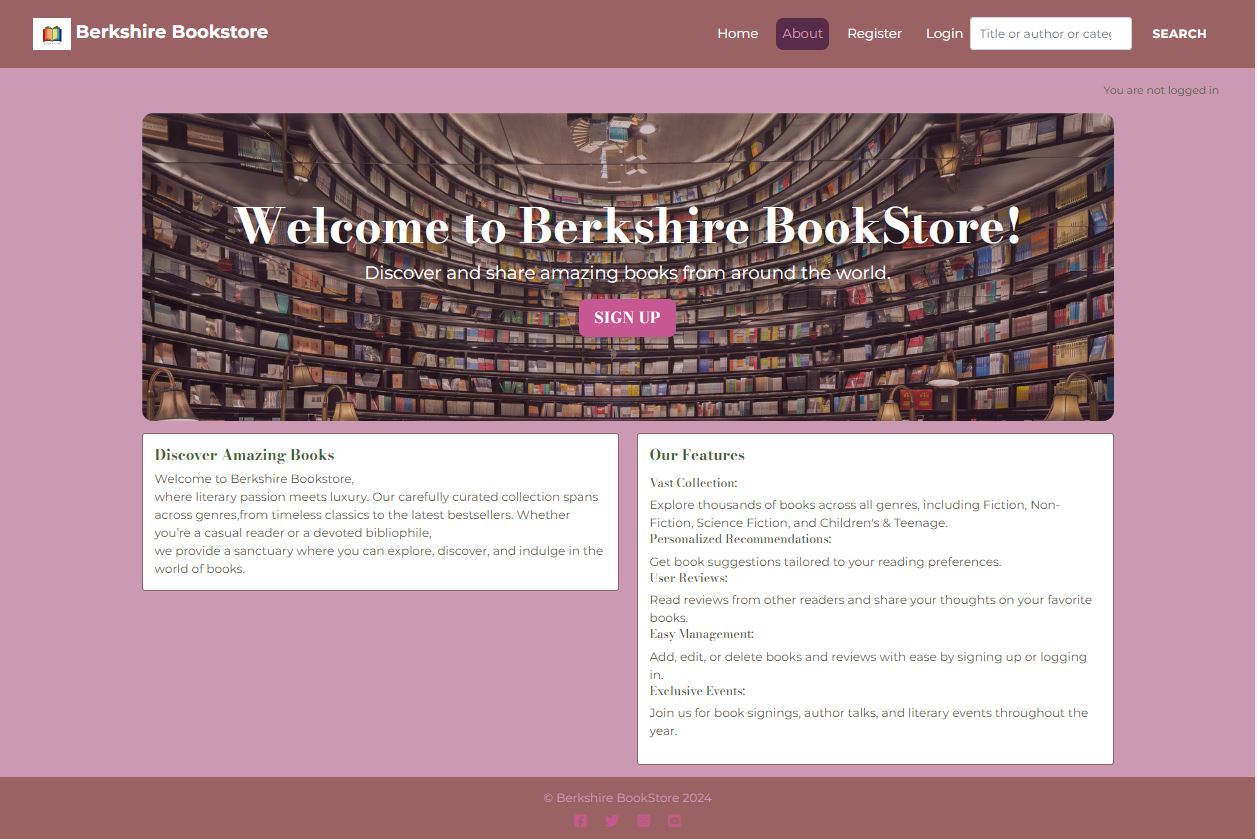 Berkshire Bookstore
Home About Register Login Title or author or categ SEARCH
You are not logged in
Welcome to Berkshire BookStore!
Discover and share amazing books from around the world.
SIGN UP
Discover Amazing Books
Welcome to Berkshire Bookstore,
where literary passion meets luxury. Our carefully curated collection spans
across genres,from timeless classics to the latest bestsellers. Whether
you're a casual reader or a devoted bibliophile,
we provide a sanctuary where you can explore, discover, and indulge in the
world of books.
Our Features
Vast Collection:
Explore thousands of books across all genres, including Fiction, Non-
Fiction, Science Fiction, and Children's & Teenage.
Personalized Recommendations:
Get book suggestions tailored to your reading preferences.
User Reviews:
Read reviews from other readers and share your thoughts on your favorite
books.
Easy Management:
Add, edit, or delete books and reviews with ease by signing up or logging
in.
Exclusive Events:
Join us for book signings, author talks, and literary events throughout the
year.
© Berkshire BookStore 2024